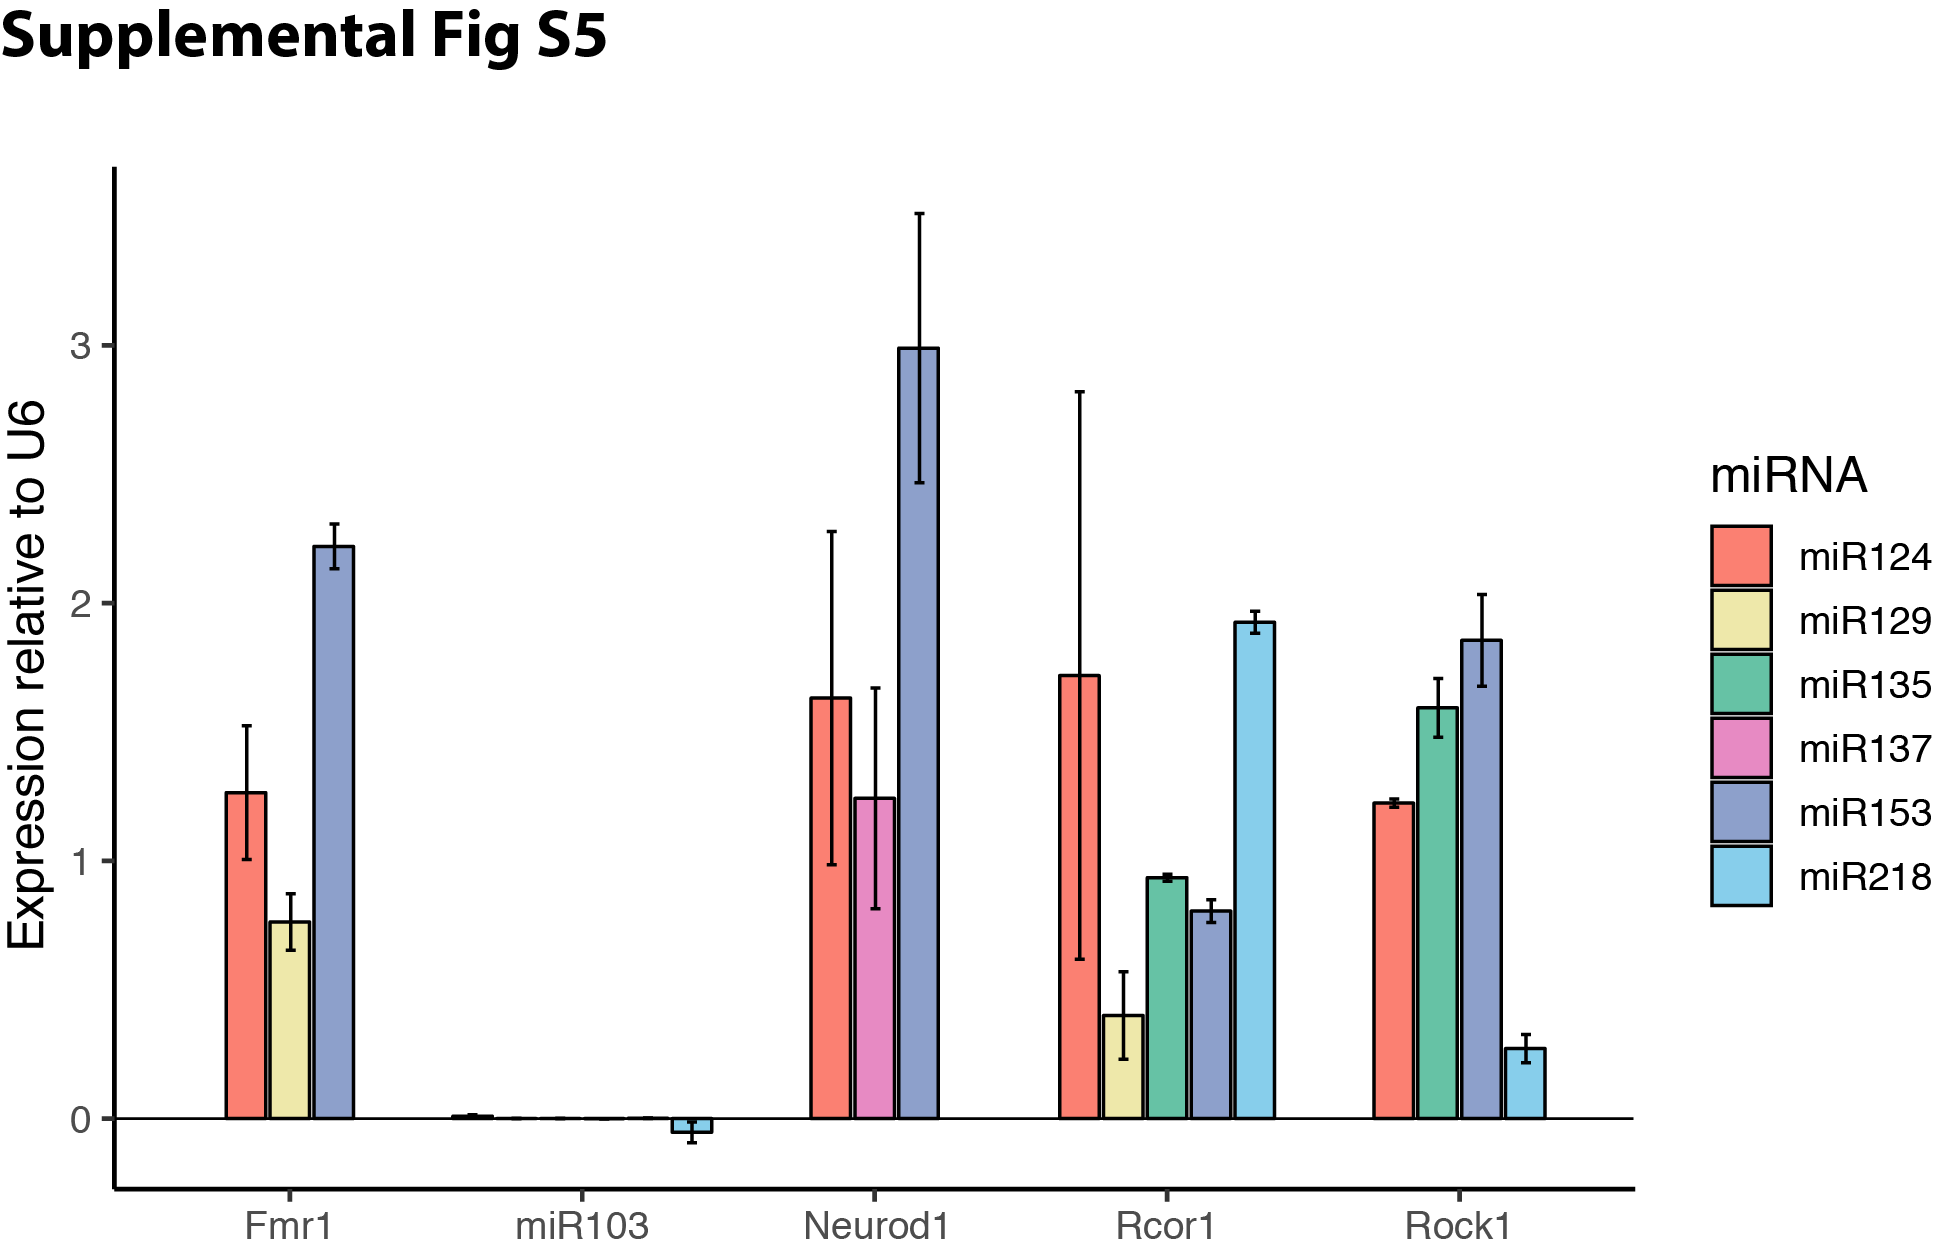 Supplemental Fig S5
Expression relative to U6
3
2
1
0
Fmr1
miR103
Neurod1
Rcor1
Rock1
miRNA
miR124
miR129
miR135
miR137
miR153
miR218